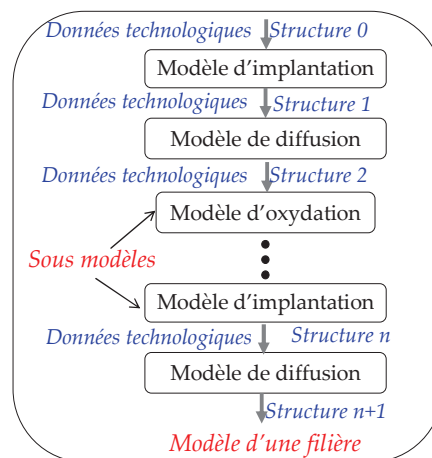 Données technologiques Structure 0
Modèle d'implantation
Données technologiques Structure 1
Modèle de diffusion
Données technologiques Structure 2
Modèle d'oxydation
Sous modèles
Modèle d'implantation
Données technologiques Structure n
Modèle de diffusion
Structure n+1
Modèle d'une filière